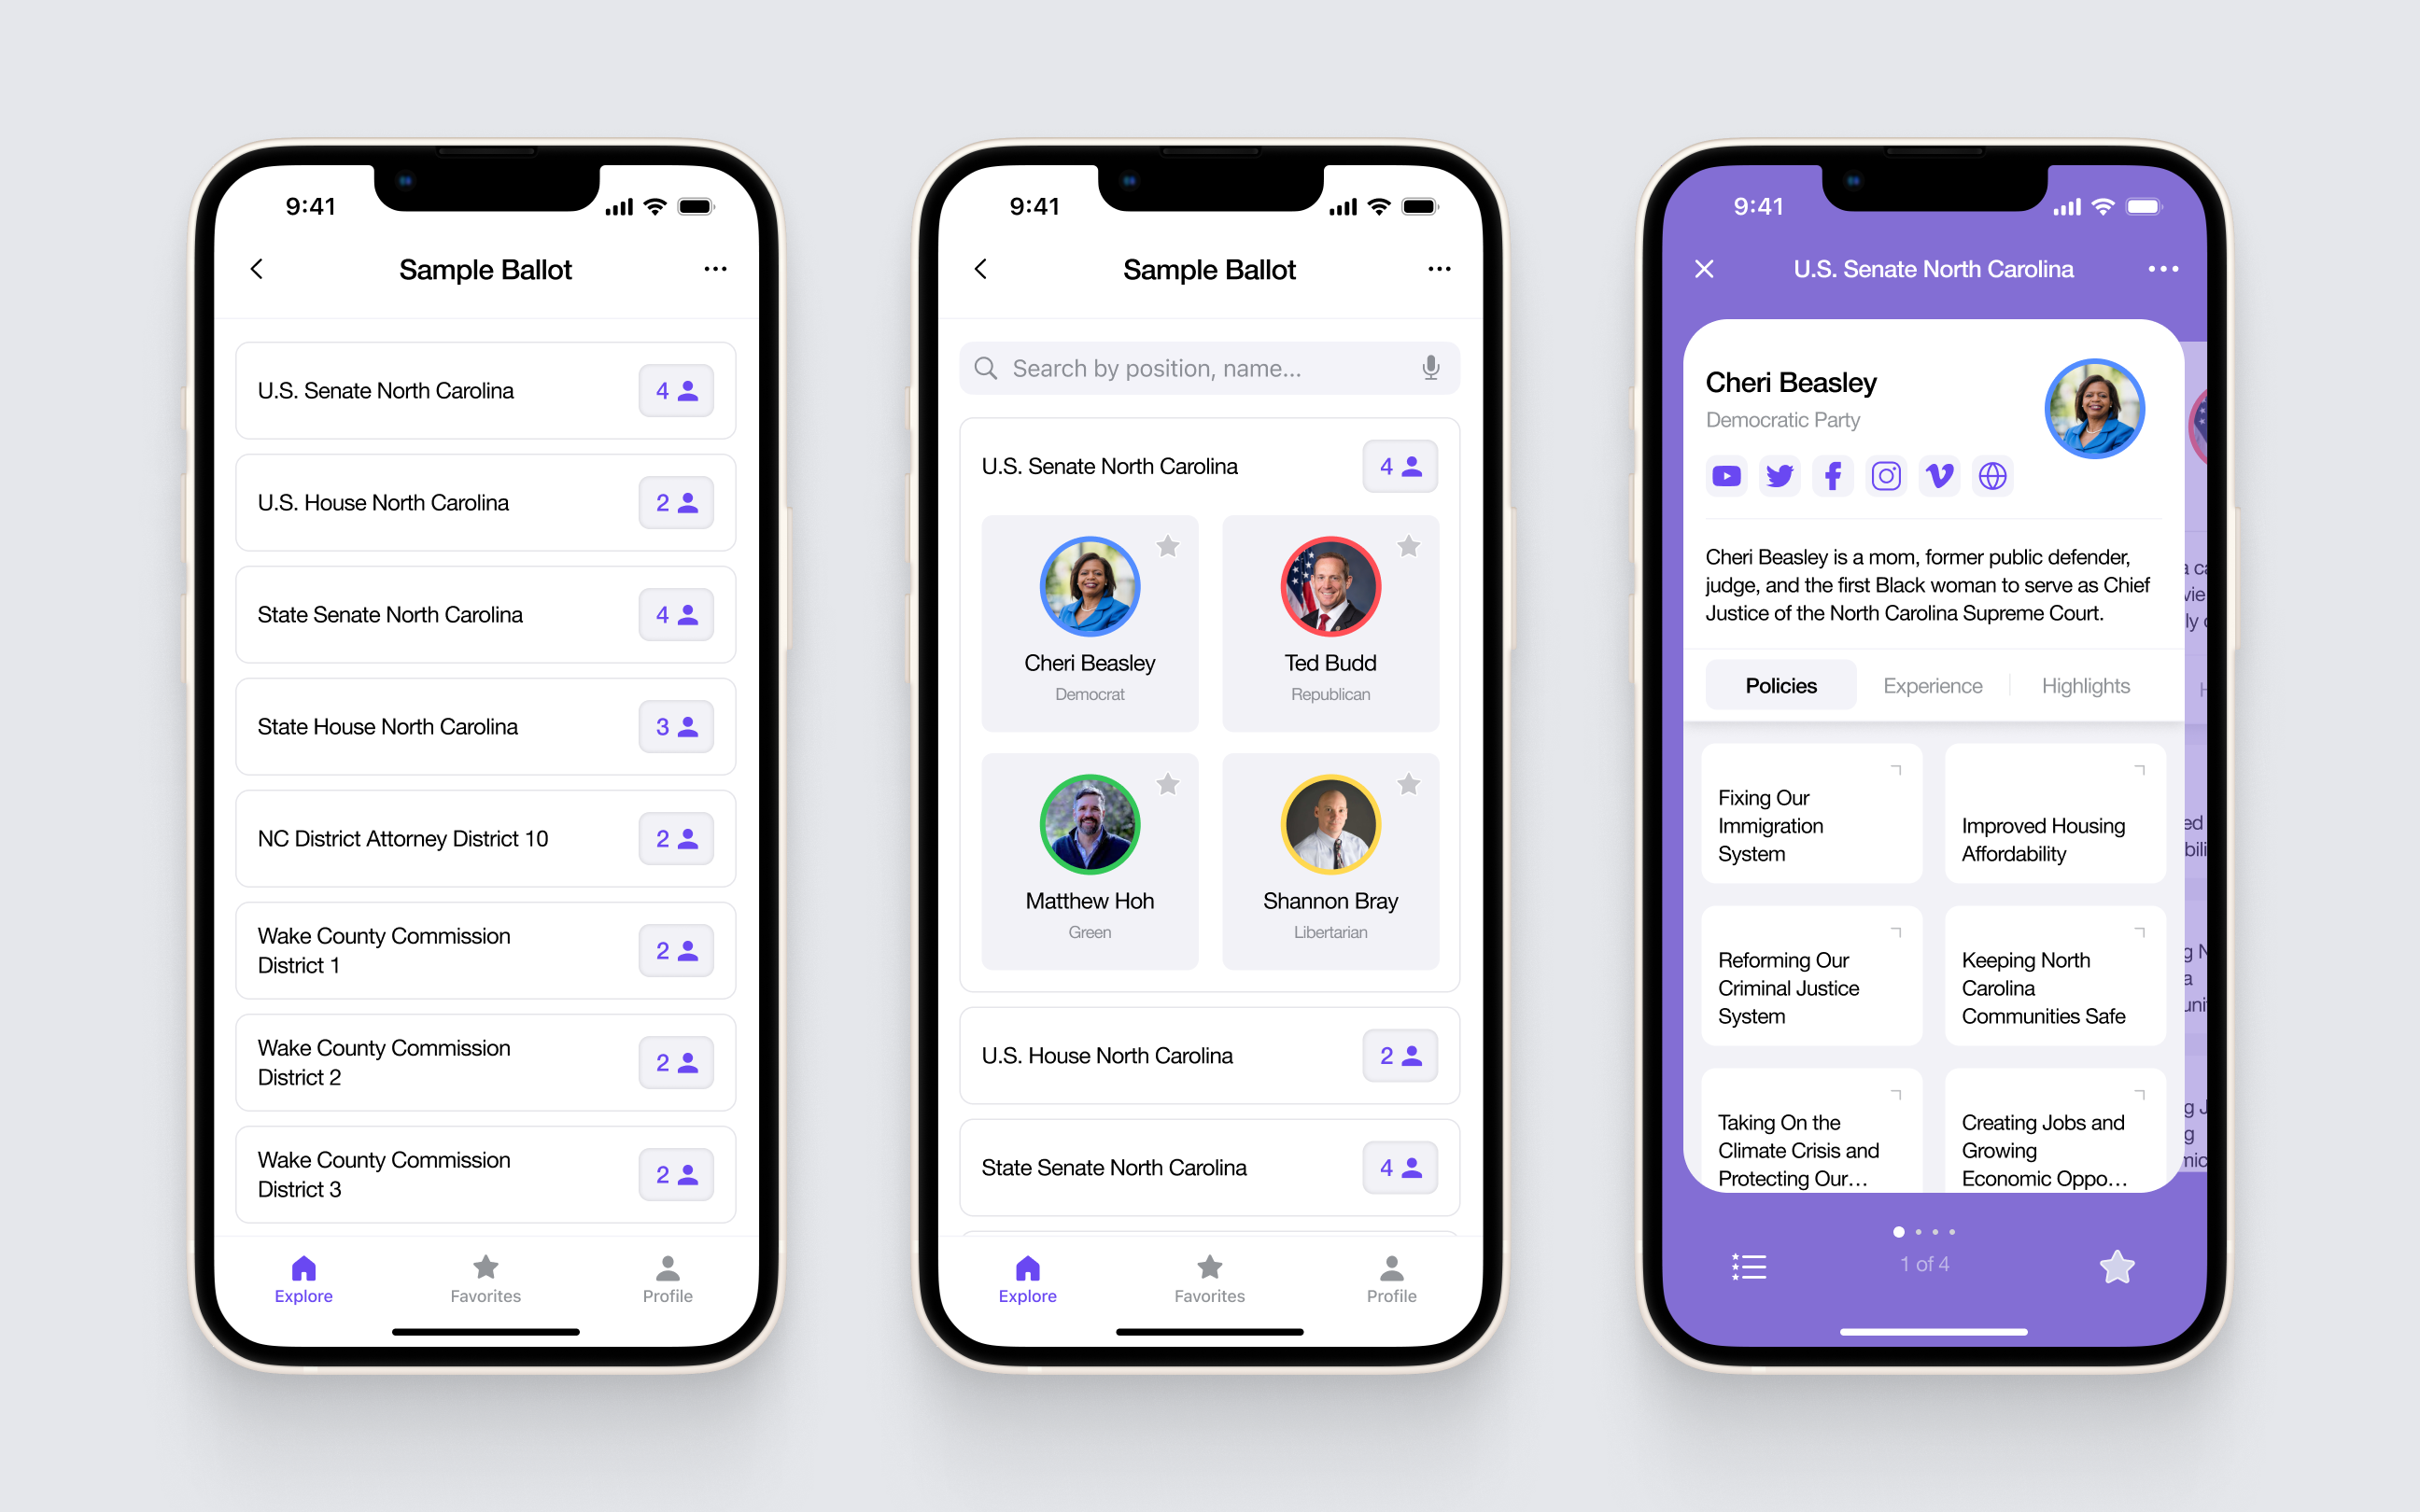 9:41
Sample Ballot
U.S. Senate North Carolina
4
U.S. House North Carolina
2
State Senate North Carolina
4
State House North Carolina
3
NC District Attorney District 10
2
Wake County Commission
District 1
2
Wake County Commission
District 2
2
Wake County Commission
District 3
2
Explore
Favorites
Profile
9:41
Sample Ballot
Search by position, name...
U.S. Senate North Carolina
4
Cheri Beasley
Democrat
Ted Budd
Republican
Matthew Hoh
Green
Shannon Bray
Libertarian
U.S. House North Carolina
2
State Senate North Carolina
4
Explore
Favorites
Profile
9:41
U.S. Senate North Carolina
Cheri Beasley
Democratic Party
Cheri Beasley is a mom, former public defender,
judge, and the first Black woman to serve as Chief
Justice of the North Carolina Supreme Court.
Policies
Experience
Highlights
Fixing Our
Immigration
System
Improved Housing
Affordability
Reforming Our
Criminal Justice
System
Keeping North
Carolina
Communities Safe
Taking On the
Climate Crisis and
Protecting Our...
Creating Jobs and
Growing
Economic Oppo...
1 of 4